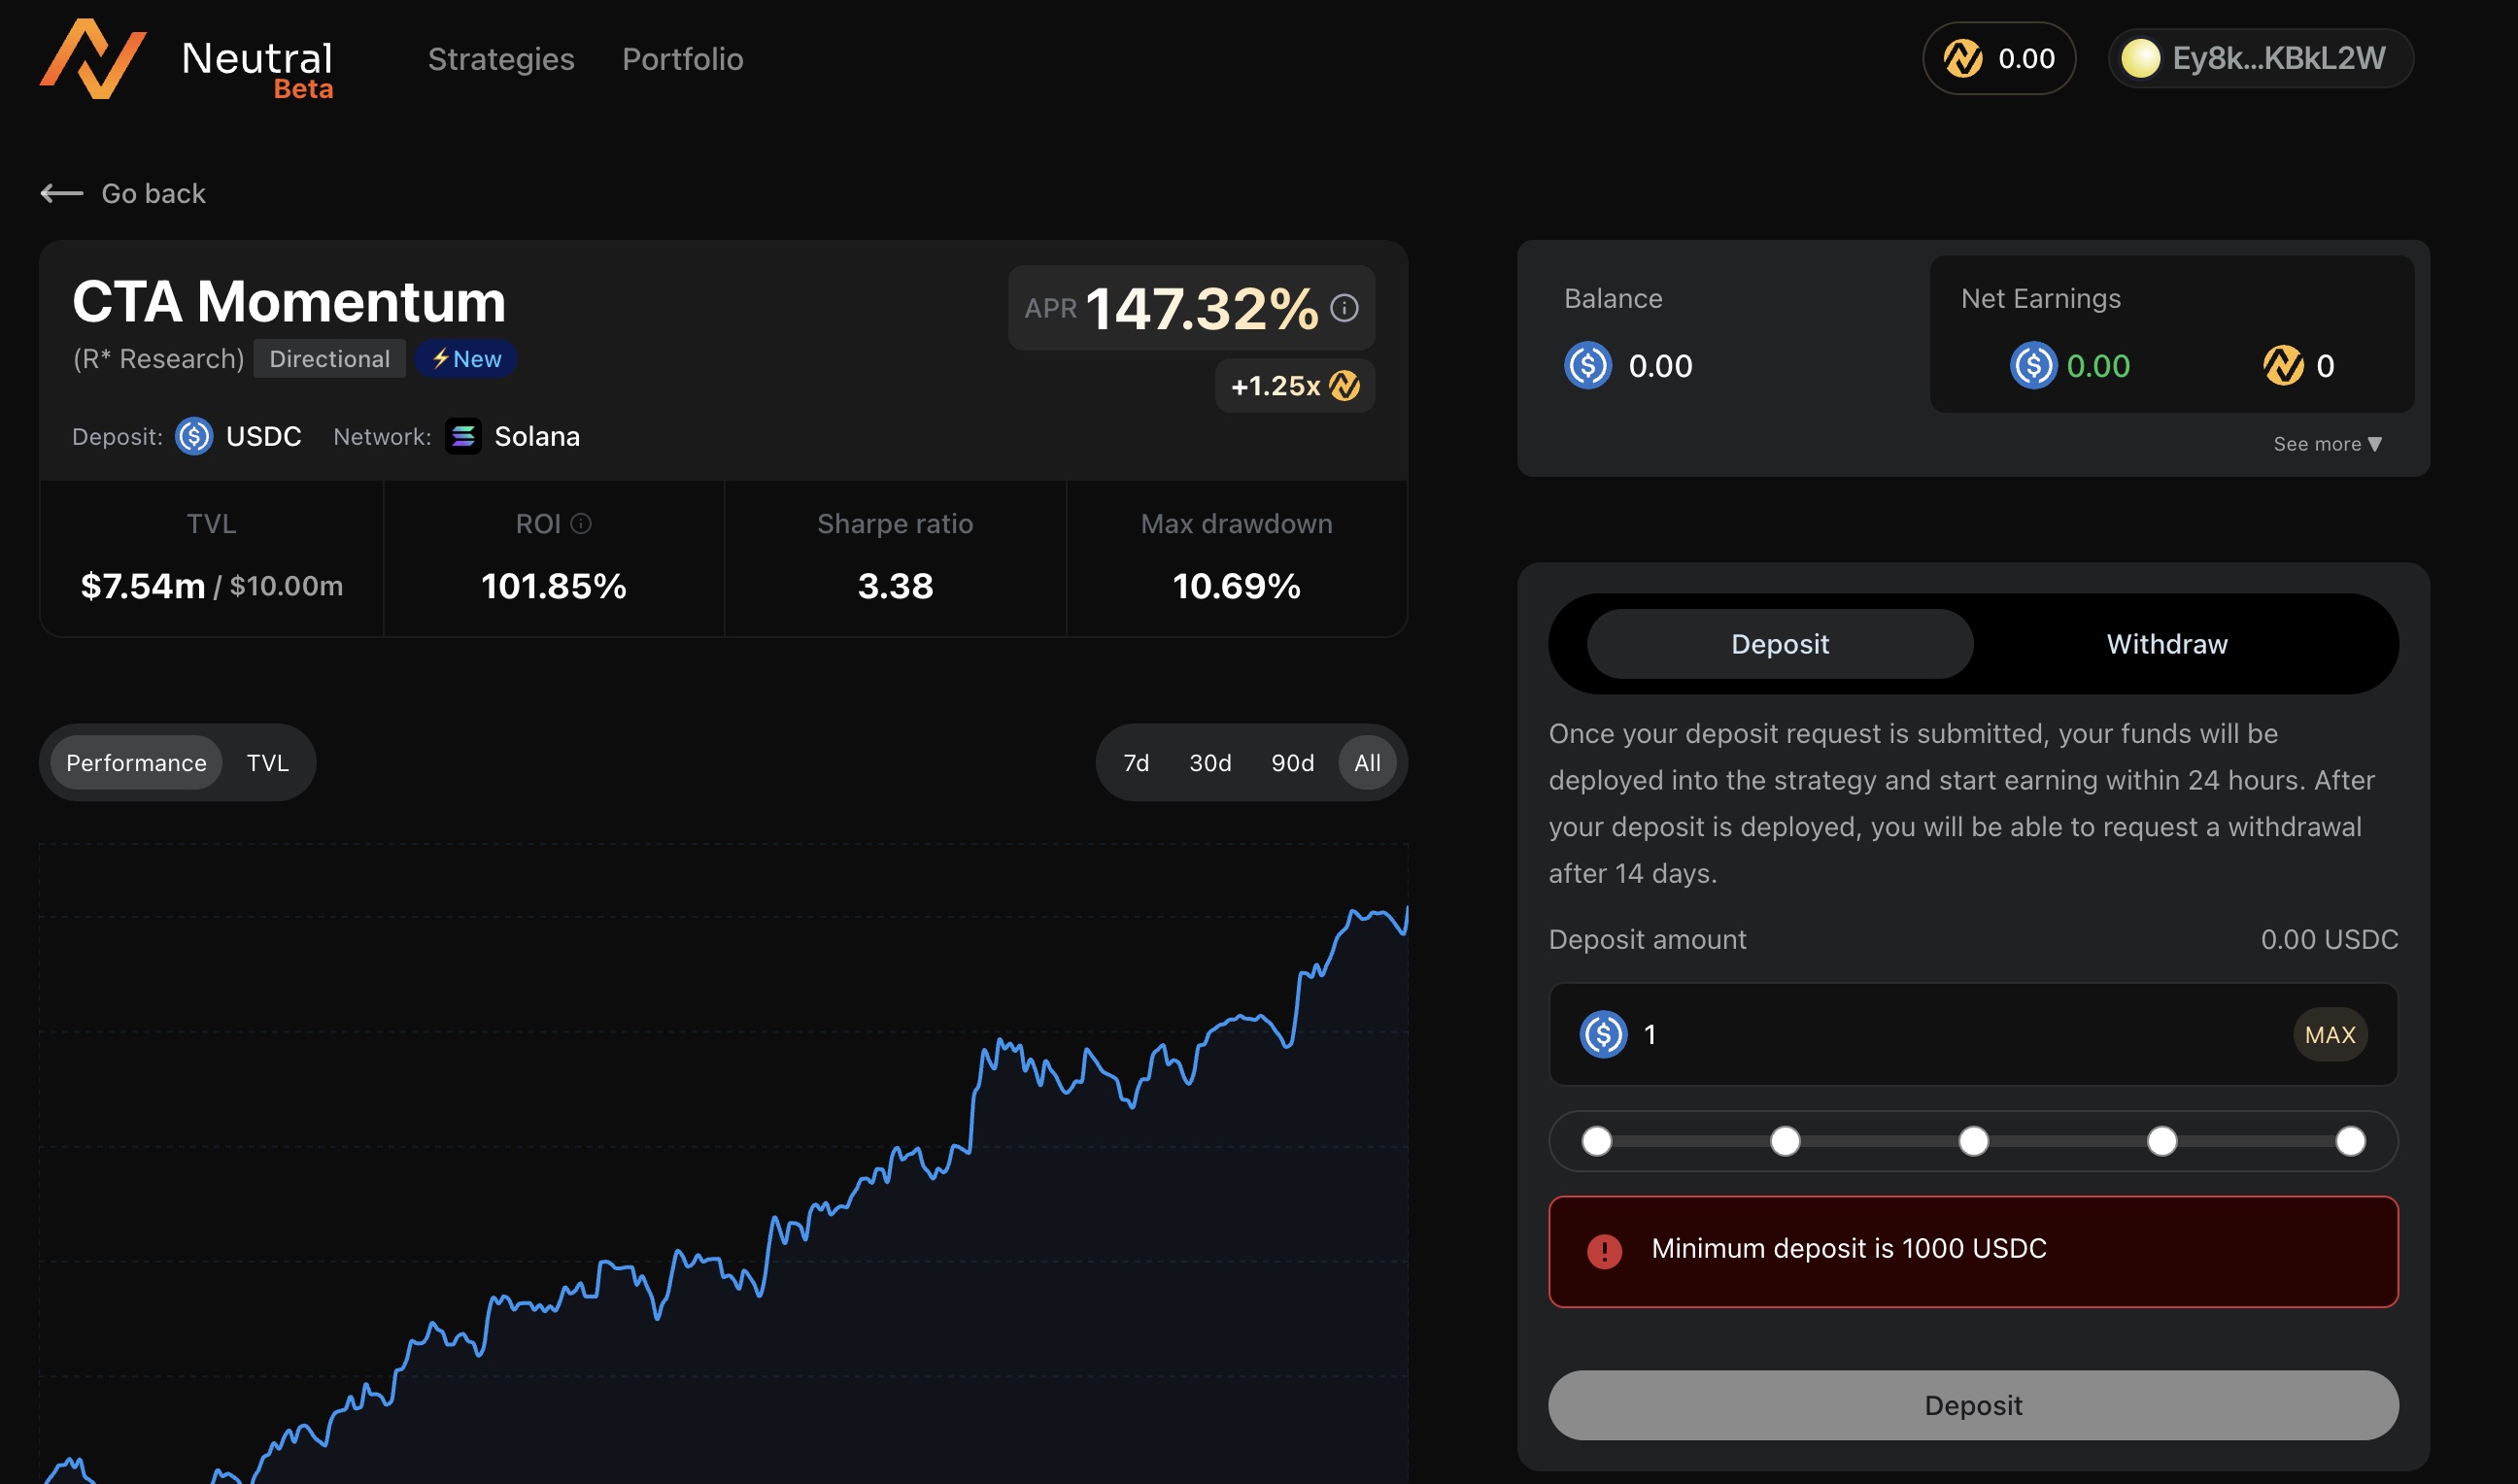 Neutral
Beta
Strategies
Portfolio
0.00
Ey8k...KBkL2W
Go back
CTA Momentum
APR 147.32%
(R* Research) Directional ⚡New
+1.25x
Deposit: USDC Network: Solana
TVL
$7.54m / $10.00m
ROI
101.85%
Sharpe ratio
3.38
Max drawdown
10.69%
Performance
TVL
7d
30d
90d
All
Balance
0.00
Net Earnings
0.00
0
See more ▼
Deposit
Withdraw
Once your deposit request is submitted, your funds will be
deployed into the strategy and start earning within 24 hours. After
your deposit is deployed, you will be able to request a withdrawal
after 14 days.
Deposit amount
0.00 USDC
1
MAX
Minimum deposit is 1000 USDC
Deposit